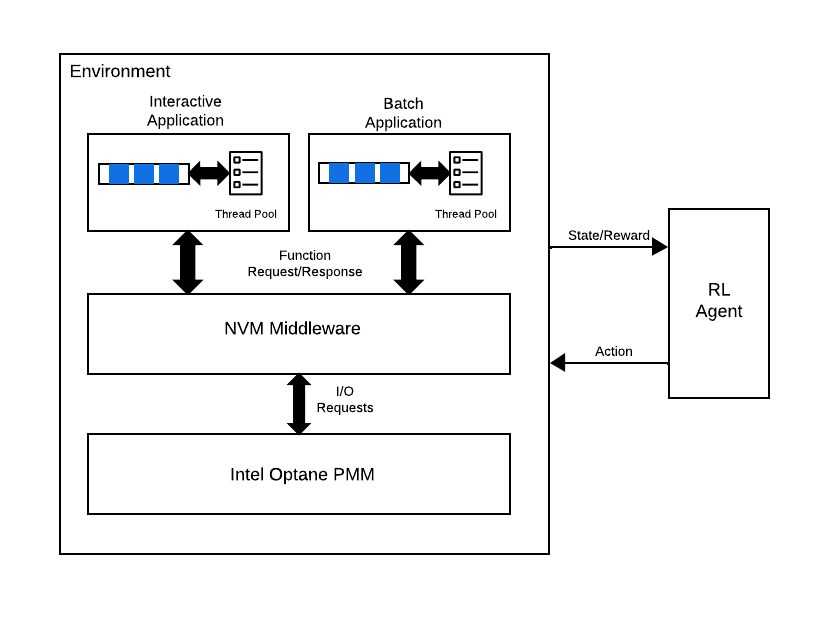 Environment
Interactive
Application
Batch
Application
Thread Pool
Thread Pool
Function
Request/Response
NVM Middleware
I/O
Requests
Intel Optane PMM
State/Reward
Action
RL
Agent